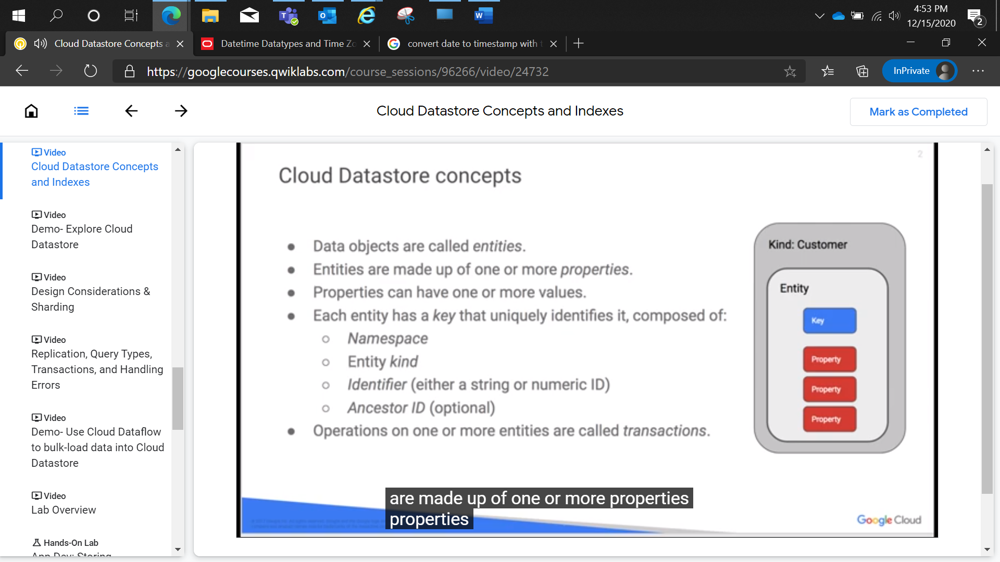 4:53 PM
12/15/2020
2
Cloud Datastore Concepts a
Datetime Datatypes and Time Zo
convert date to timestamp with t
https://googlecourses.qwiklabs.com/course_sessions/96266/video/24732
InPrivate
Cloud Datastore Concepts and Indexes
Mark as Completed
Video
Cloud Datastore Concepts
and Indexes
Video
Demo- Explore Cloud
Datastore
Video
Design Considerations &
Sharding
Video
Replication, Query Types,
Transactions, and Handling
Errors
Video
Demo- Use Cloud Dataflow
to bulk-load data into Cloud
Datastore
Video
Lab Overview
Hands-On Lab
App Dev: Storing
2
Cloud Datastore concepts
● Data objects are called entities.
● Entities are made up of one or more properties.
● Properties can have one or more values.
● Each entity has a key that uniquely identifies it, composed of:
○ Namespace
○ Entity kind
○ Identifier (either a string or numeric ID)
○ Ancestor ID (optional)
● Operations on one or more entities are called transactions.
Kind: Customer
Entity
Key
Property
Property
Property
are made up of one or more properties
properties
Google Cloud